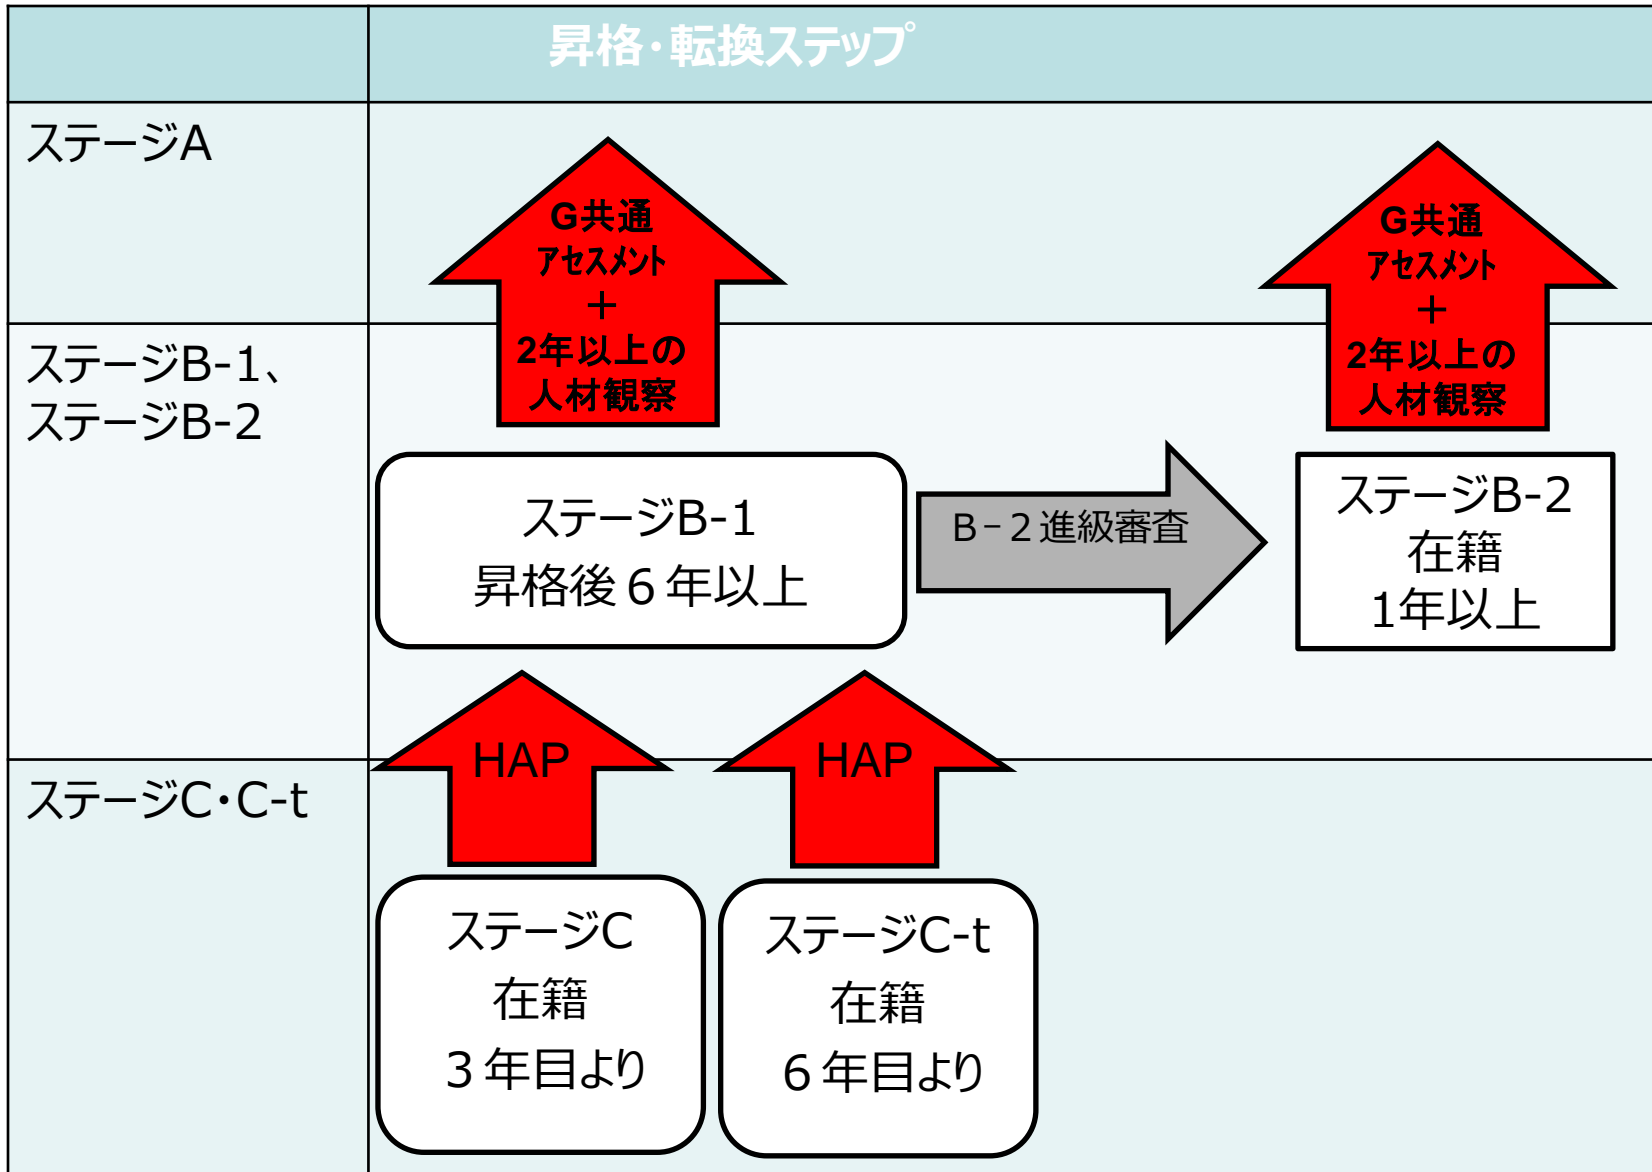 昇格・転換ステップ
ステージA
G共通
アセスメント
＋
2年以上の
人材観察
G共通
アセスメント
＋
2年以上の
人材観察
ステージB-1、
ステージB-2
ステージB-1
昇格後６年以上
Ｂ－２進級審査
ステージB-2
在籍
1年以上
HAP
HAP
ステージC・C-t
ステージC
在籍
３年目より
ステージC-t
在籍
６年目より